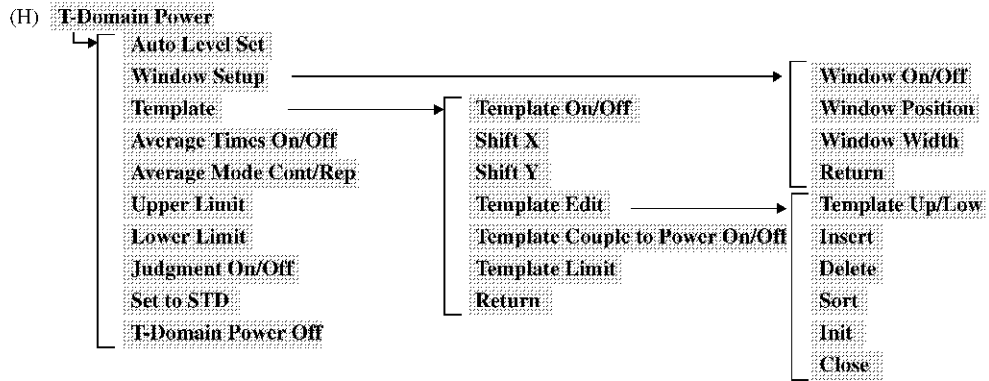 (H) T-Domain Power
Auto Level Set
Window Setup
Template
Average Times On/Off
Average Mode Cont/Rep
Upper Limit
Lower Limit
Judgment On/Off
Set to STD
T-Domain Power Off
Template On/Off
Shift X
Shift Y
Template Edit
Template Couple to Power On/Off
Template Limit
Return
Window On/Off
Window Position
Window Width
Return
Template Up/Low
Insert
Delete
Sort
Init
Close